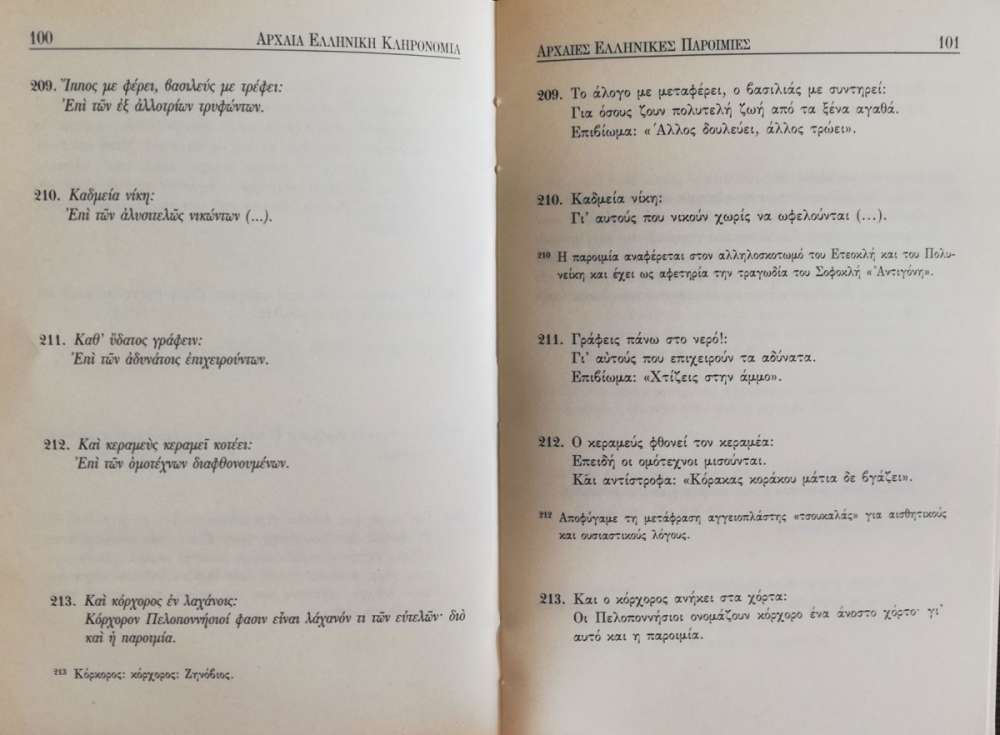 100
ΑΡΧΑΙΑ ΕΛΛΗΝΙΚΗ ΚΛΗΡΟΝΟΜΙΑ
209. Ἵππος με φέρει, βασιλεύς με τρέφει:
Ἐπὶ τῶν ἐξ ἀλλοτρίων τρυφώντων.
210. Καδμεία νίκη:
Ἐπὶ τῶν ἀλυσιτελῶς νικώντων (...).
211. Καθ' ὕδατος γράφειν:
Ἐπὶ τῶν ἀδυνάτοις ἐπιχειρούντων.
212. Καὶ κεραμεὺς κεραμεῖ κοτέει:
Ἐπὶ τῶν ὁμοτέχνων διαφθονουμένων.
213. Καὶ κόρχορος ἐν λαχάνοις:
Κόρχορον Πελοποννήσιοί φασιν εἶναι λάχανόν τι τῶν εὐτελῶν· διὸ
καὶ ἡ παροιμία.
213 Κόρκορος: κόρχορος: Ζηνόβιος.
ΑΡΧΑΙΕΣ ΕΛΛΗΝΙΚΕΣ ΠΑΡΟΙΜΙΕΣ
101
209. Το άλογο με μεταφέρει, ο βασιλιάς με συντηρεί:
Για όσους ζουν πολυτελή ζωή από τα ξένα αγαθά.
Επιβίωμα: «Άλλος δουλεύει, άλλος τρώει».
210. Καδμεία νίκη:
Γι' αυτούς που νικούν χωρίς να ωφελούνται (...).
210 Η παροιμία αναφέρεται στον αλληλοσκοτωμό του Ετεοκλή και του Πολυ-
νείκη και έχει ως αφετηρία την τραγωδία του Σοφοκλή «Αντιγόνη».
211. Γράφεις πάνω στο νερό!:
Γι' αὐτούς που επιχειρούν τα αδύνατα.
Επιβίωμα: «Χτίζεις στην άμμο».
212. Ο κεραμεύς φθονεί τον κεραμέα:
Επειδή οι ομότεχνοι μισούνται.
Και αντίστροφα: «Κόρακας κοράκου μάτια δε βγάζει».
212 Αποφύγαμε τη μετάφραση αγγειοπλάστης «τσουκαλάς» για αισθητικούς
και ουσιαστικούς λόγους.
213. Και ο κόρχορος ανήκει στα χόρτα:
Οι Πελοποννήσιοι ονομάζουν κόρχορο ένα άνοστο χόρτο· γι'
αυτό και η παροιμία.